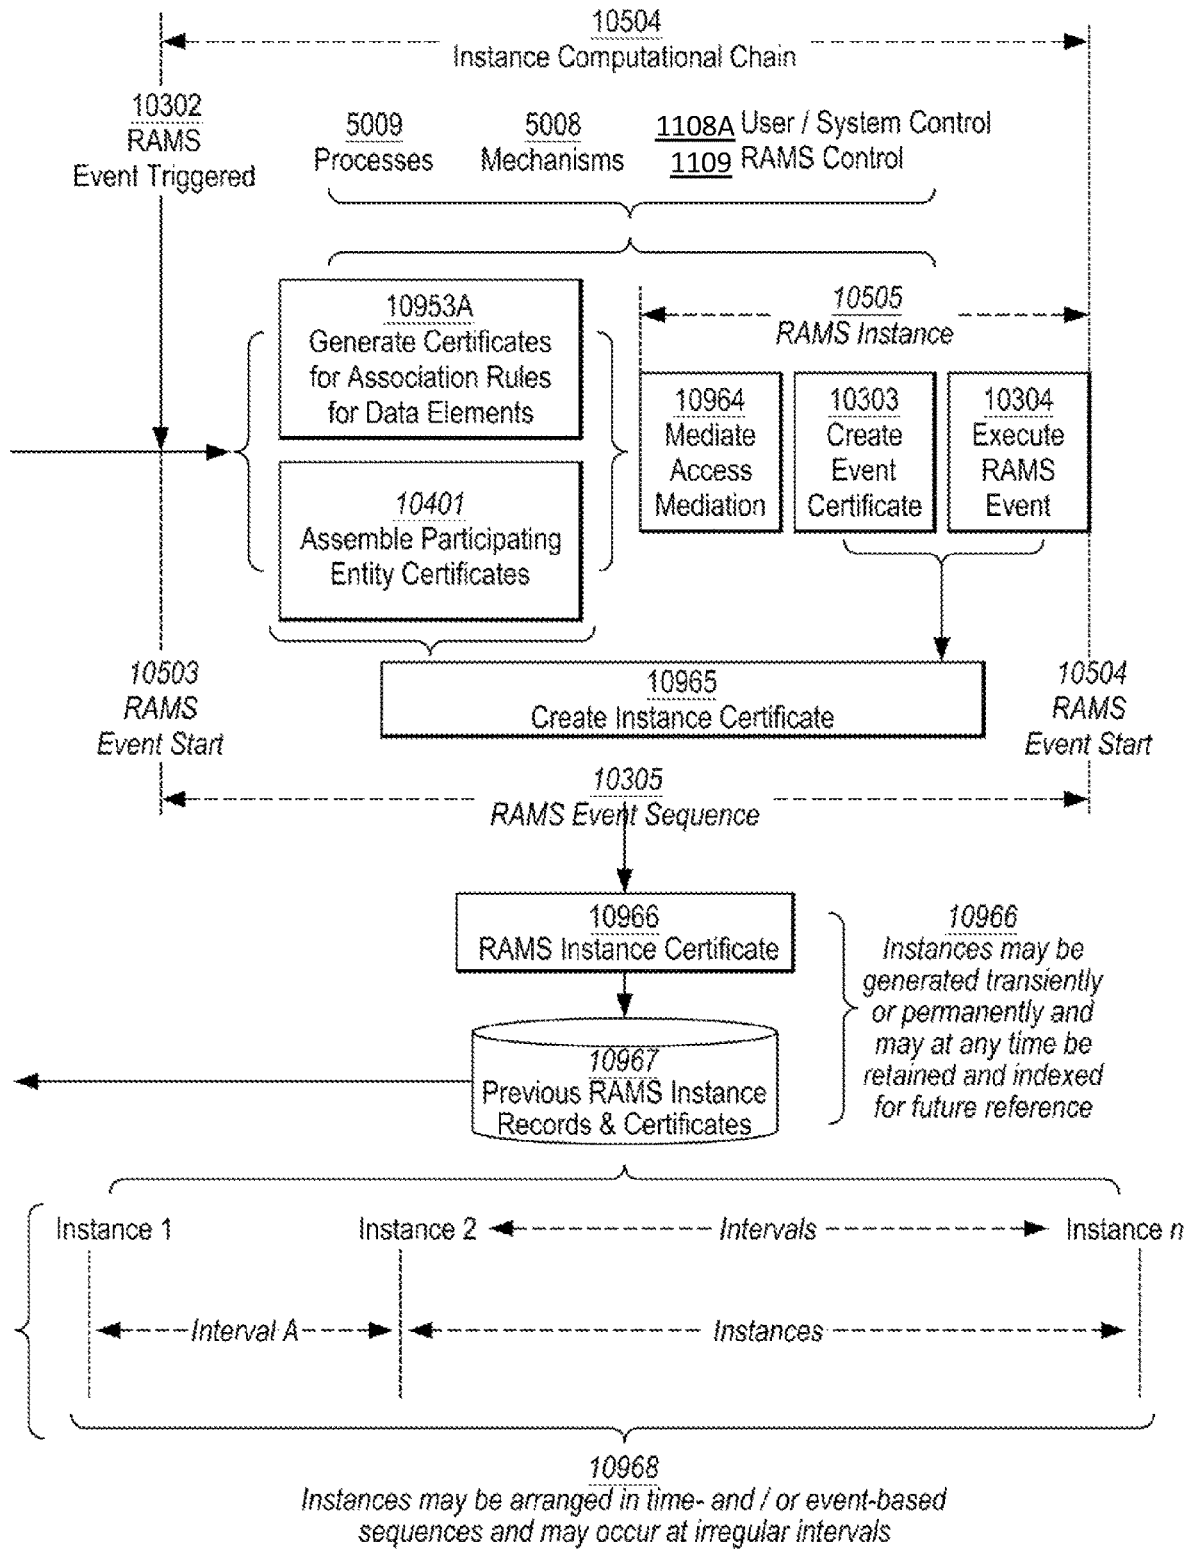 10504
Instance Computational Chain
10302
RAMS
Event Triggered
5009
Processes
5008
Mechanisms
1108A User / System Control
1109 RAMS Control
10953A
Generate Certificates
for Association Rules
for Data Elements
10401
Assemble Participating
Entity Certificates
10505
RAMS Instance
10964
Mediate
Access
Mediation
10303
Create
Event
Certificate
10304
Execute
RAMS
Event
10503
RAMS
Event Start
10965
Create Instance Certificate
10504
RAMS
Event Start
10305
RAMS Event Sequence
10966
RAMS Instance Certificate
10966
Instances may be
generated transiently
or permanently and
may at any time be
retained and indexed
for future reference
10967
Previous RAMS Instance
Records & Certificates
Instance 1
Instance 2
Intervals
Instance n
Interval A
Instances
10968
Instances may be arranged in time- and / or event-based
sequences and may occur at irregular intervals